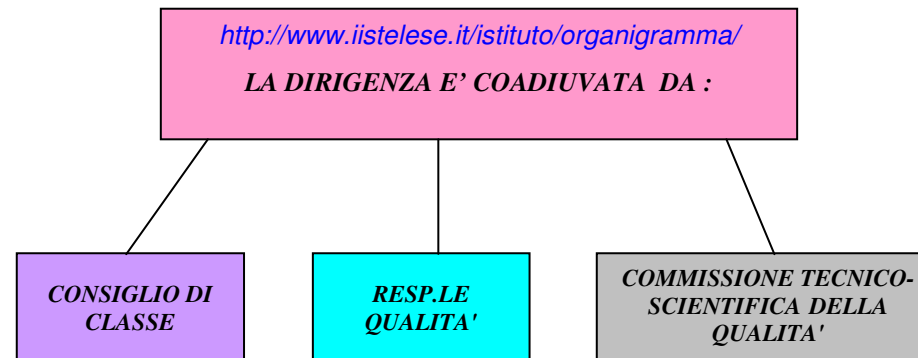 http://www.iistelese.it/istituto/organigramma/
LA DIRIGENZA E' COADIUVATA DA :
CONSIGLIO DI
CLASSE
RESP.LE
QUALITA'
COMMISSIONE TECNICO-
SCIENTIFICA DELLA
QUALITA'